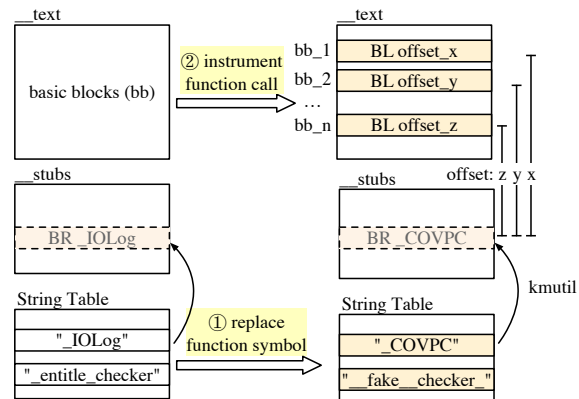 __text
basic blocks (bb)
② instrument
function call
__text
bb_1
BL offset_x
bb_2
BL offset_y
...
bb_n
BL offset_z
offset: z y x
__stubs
BR _IOLog
__stubs
BR _COVPC
kmutil
String Table
"_IOLog"
"_entitle_checker"
① replace
function symbol
String Table
"_COVPC"
"__fake__checker_"